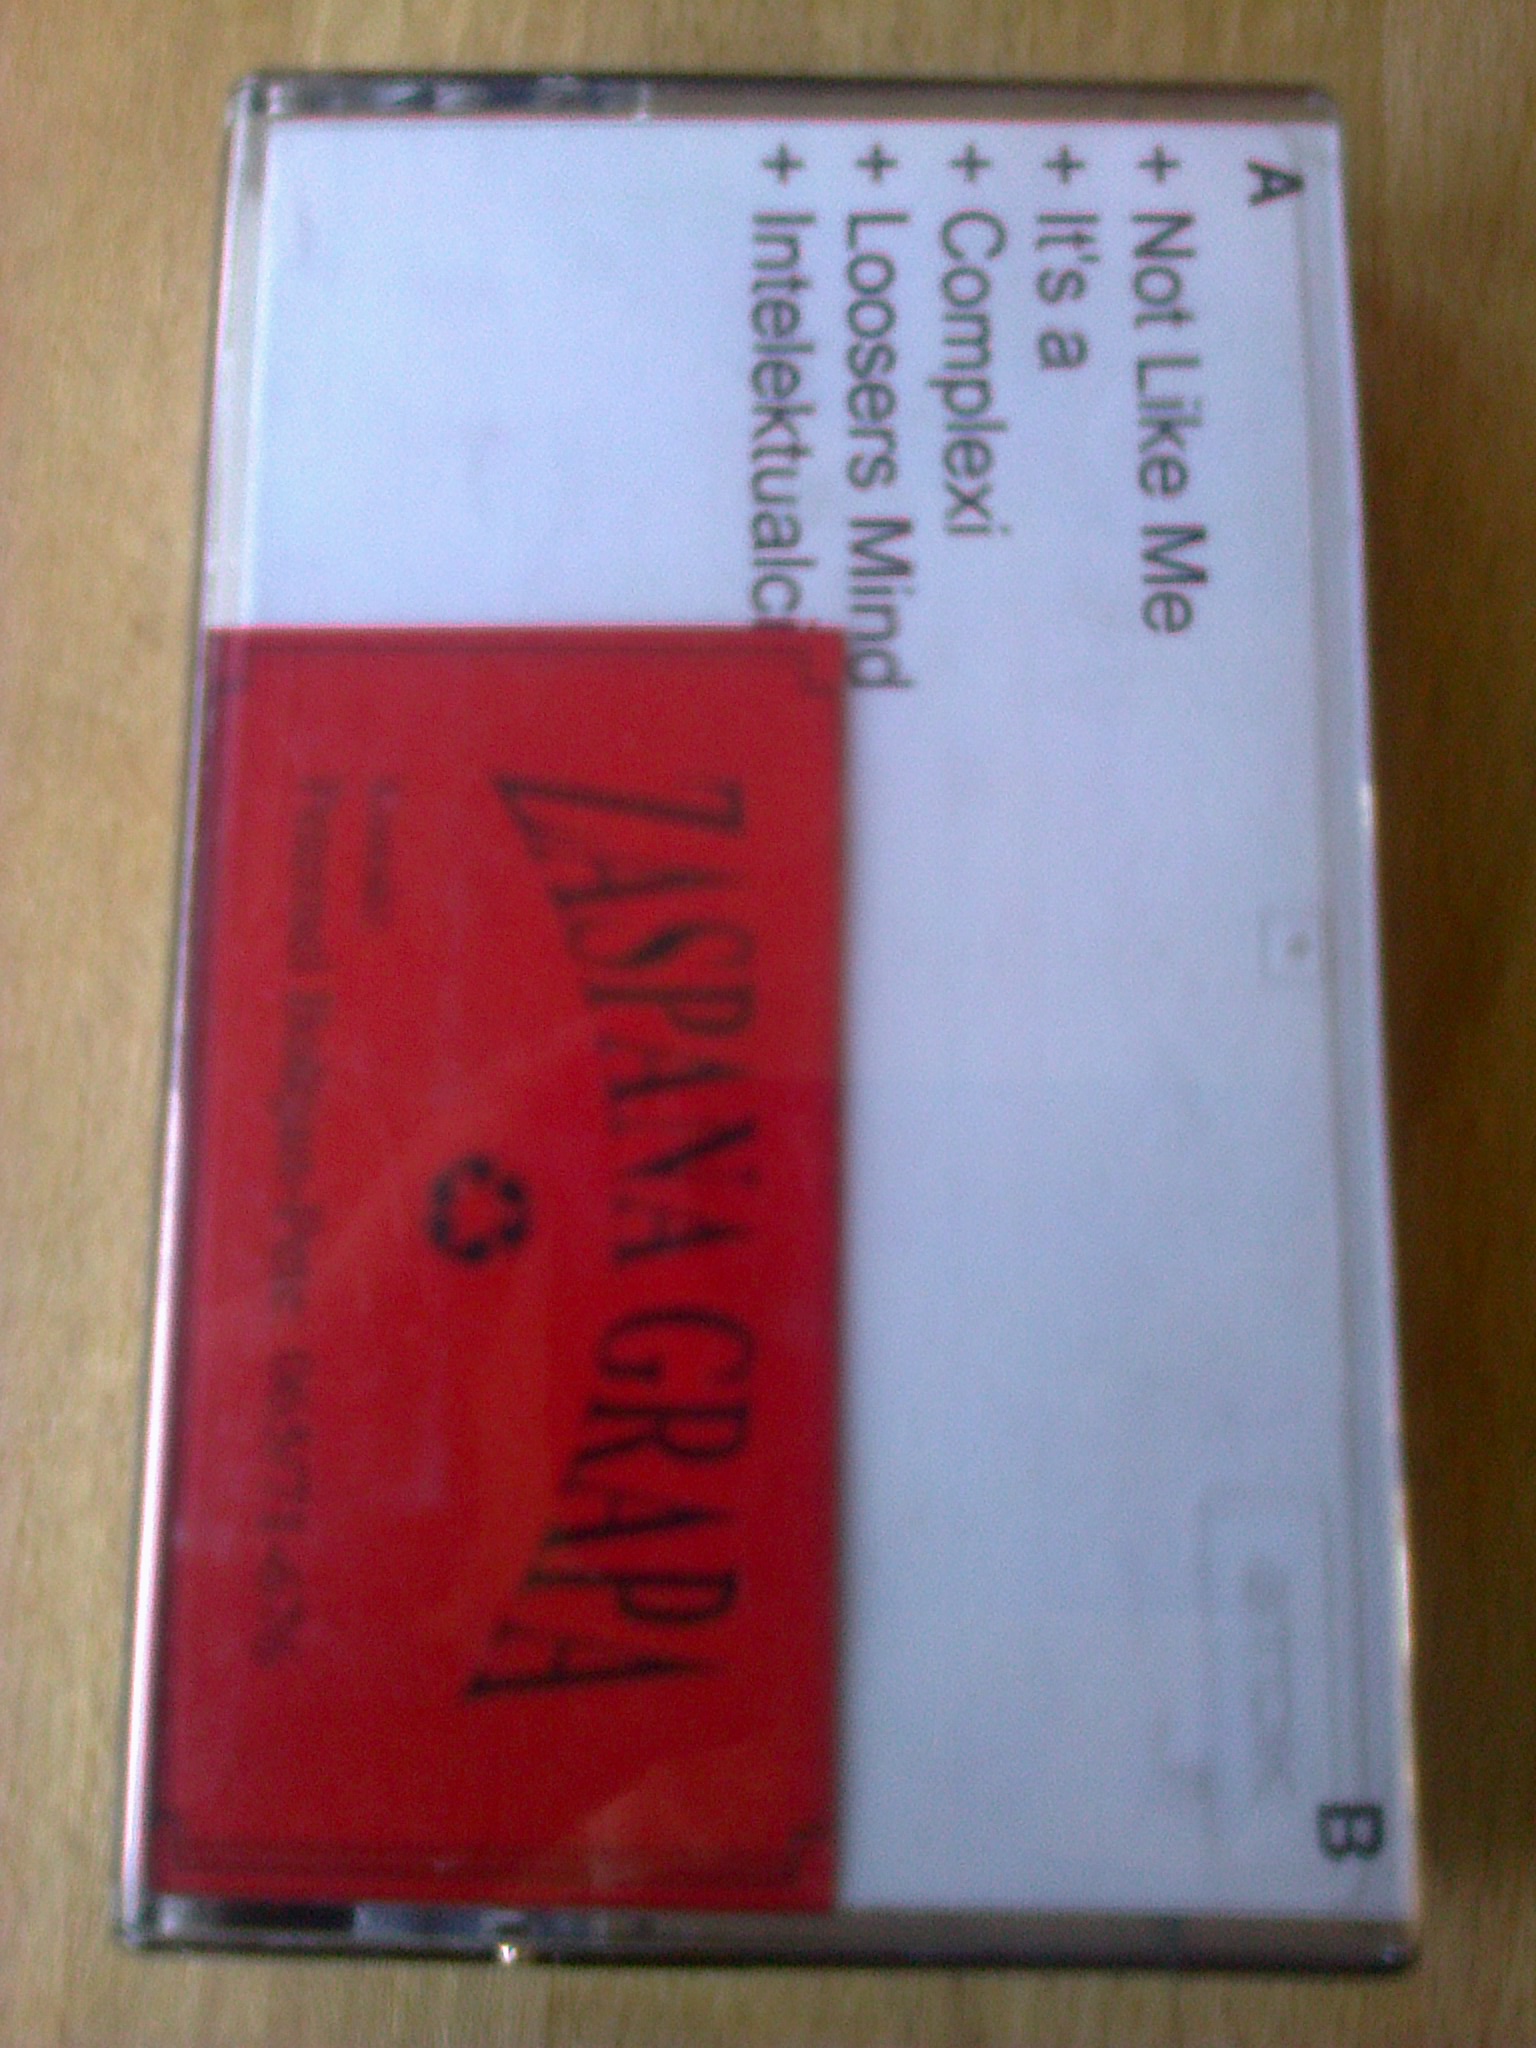 A B
+ Not Like Me
+ It's a
+ Complexi
+ Loosers Mind
+ Intelektualci
ZASPANA GRAPA